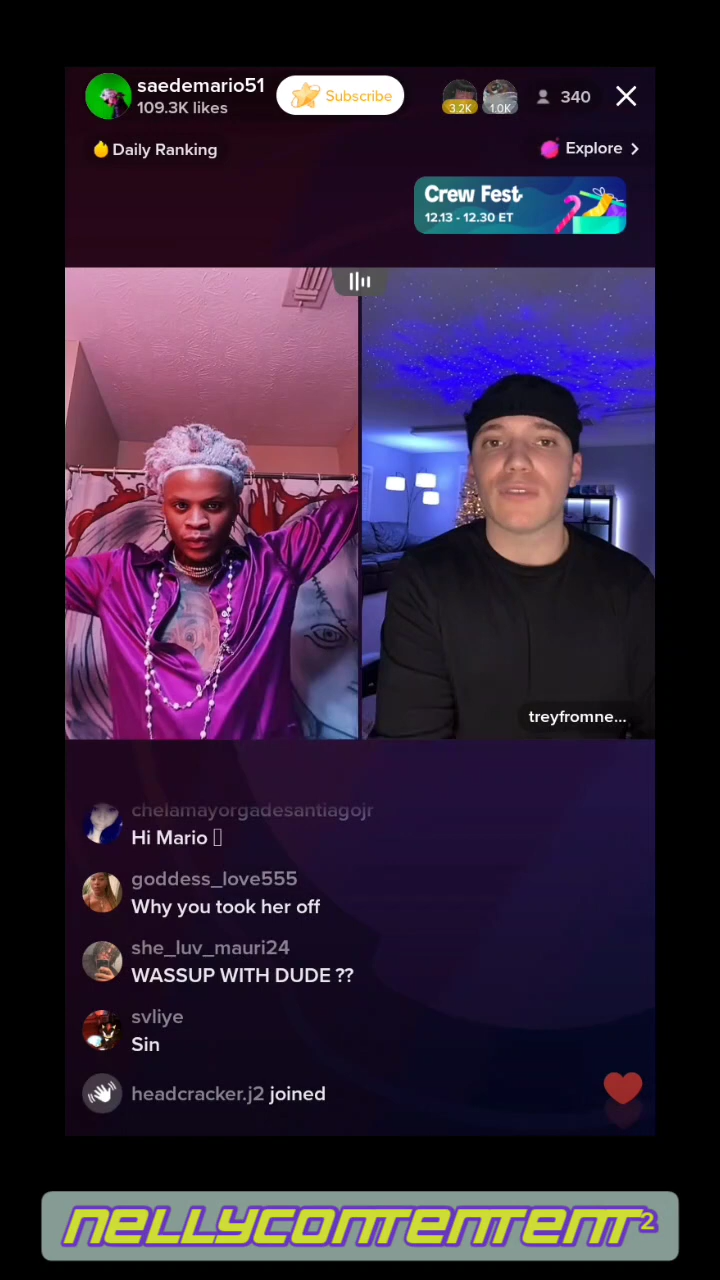 saedemario51
109.3K likes
Subscribe
3.2K
1.0K
340
Daily Ranking
Explore
Crew Fest
12.13 - 12.30 ET
treyfromne...
chelamayorgadesantiagojr
Hi Mario
goddess_love555
Why you took her off
she_luv_mauri24
WASSUP WITH DUDE ??
svliye
Sin
headcracker.j2 joined
NELLYCONTENTENT²